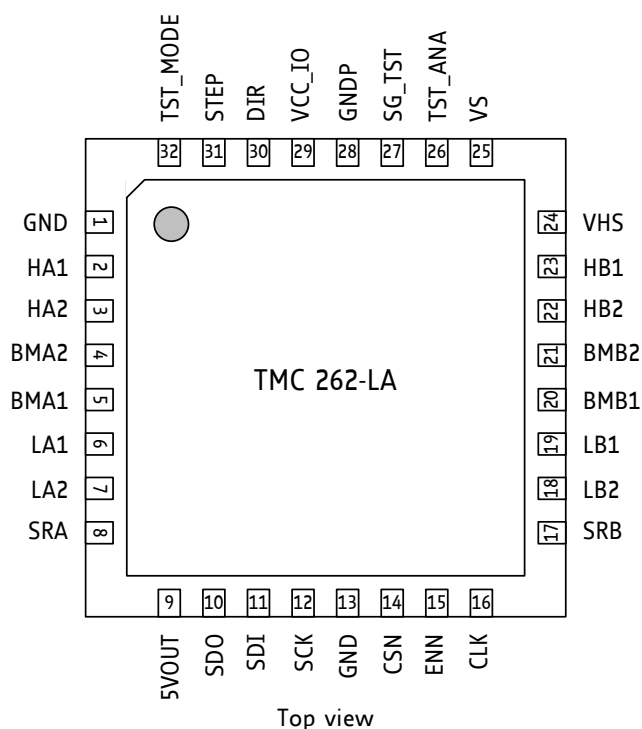 TST_MODE
STEP
DIR
VCC_IO
GNDP
SG_TST
TST_ANA
VS
32 31 30 29 28 27 26 25
GND 1 24 VHS
HA1 2 23 HB1
HA2 3 22 HB2
BMA2 4 21 BMB2
TMC 262-LA
BMA1 5 20 BMB1
LA1 6 19 LB1
LA2 7 18 LB2
SRA 8 17 SRB
9 10 11 12 13 14 15 16
5VOUT
SDO
SDI
SCK
GND
CSN
ENN
CLK
Top view